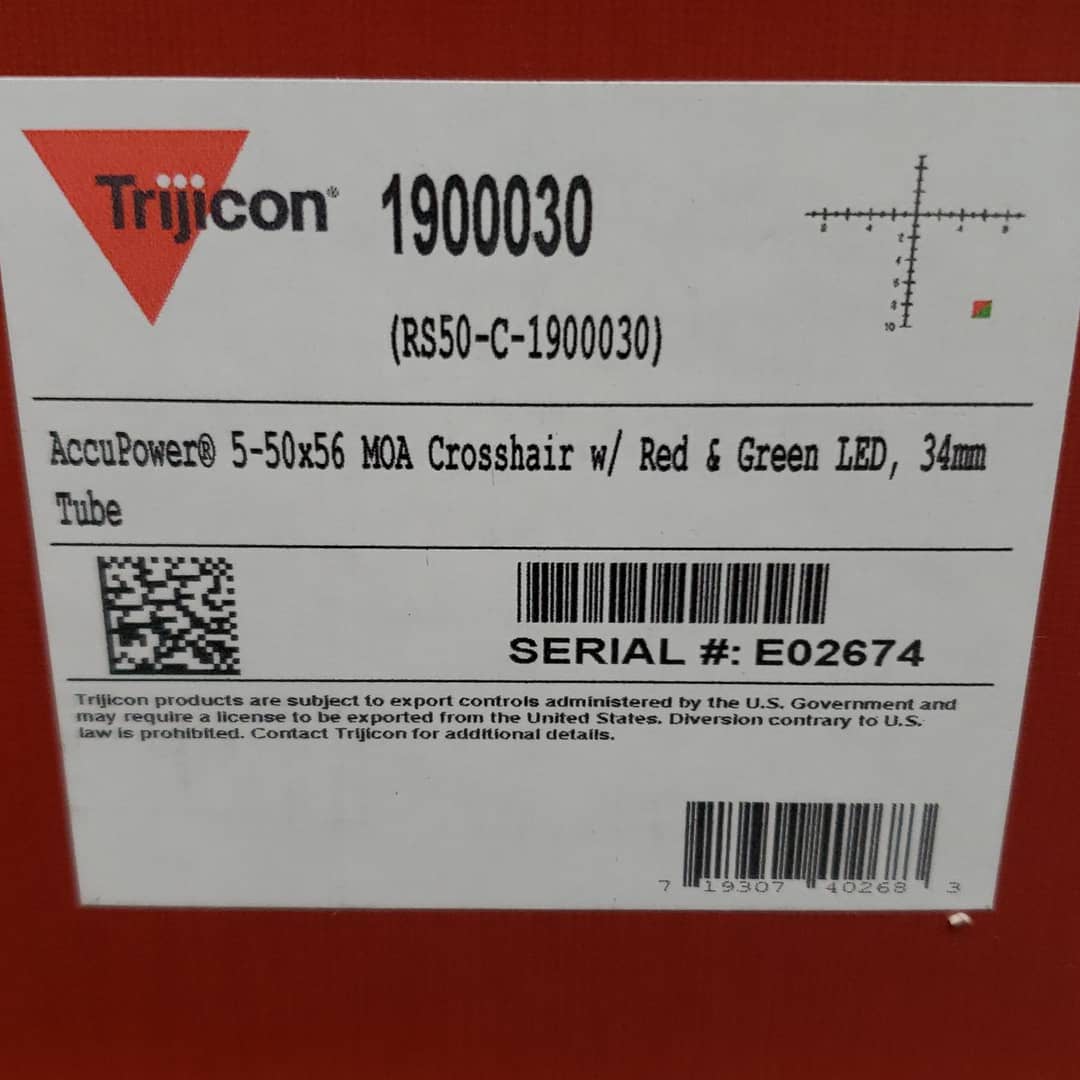 Trijicon® 1900030
(RS50-C-1900030)
10
AccuPower® 5-50x56 MOA Crosshair w/ Red & Green LED, 34mm
Tube
SERIAL #: E02674
Trijicon products are subject to export controls administered by the U.S. Government and
may require a license to be exported from the United States. Diversion contrary to U.S.
law is prohibited. Contact Trijicon for additional details.
7 19307 40268 3